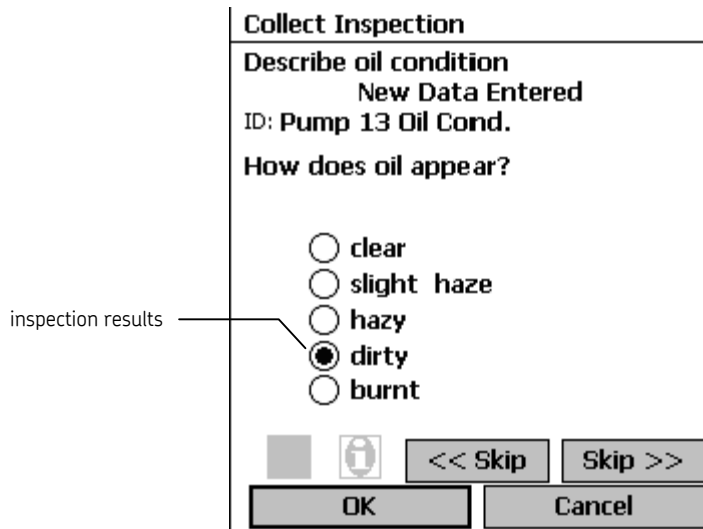 Collect Inspection
Describe oil condition
New Data Entered
ID: Pump 13 Oil Cond.
How does oil appear?
clear
slight haze
hazy
inspection results
dirty
burnt
<< Skip Skip >>
OK Cancel